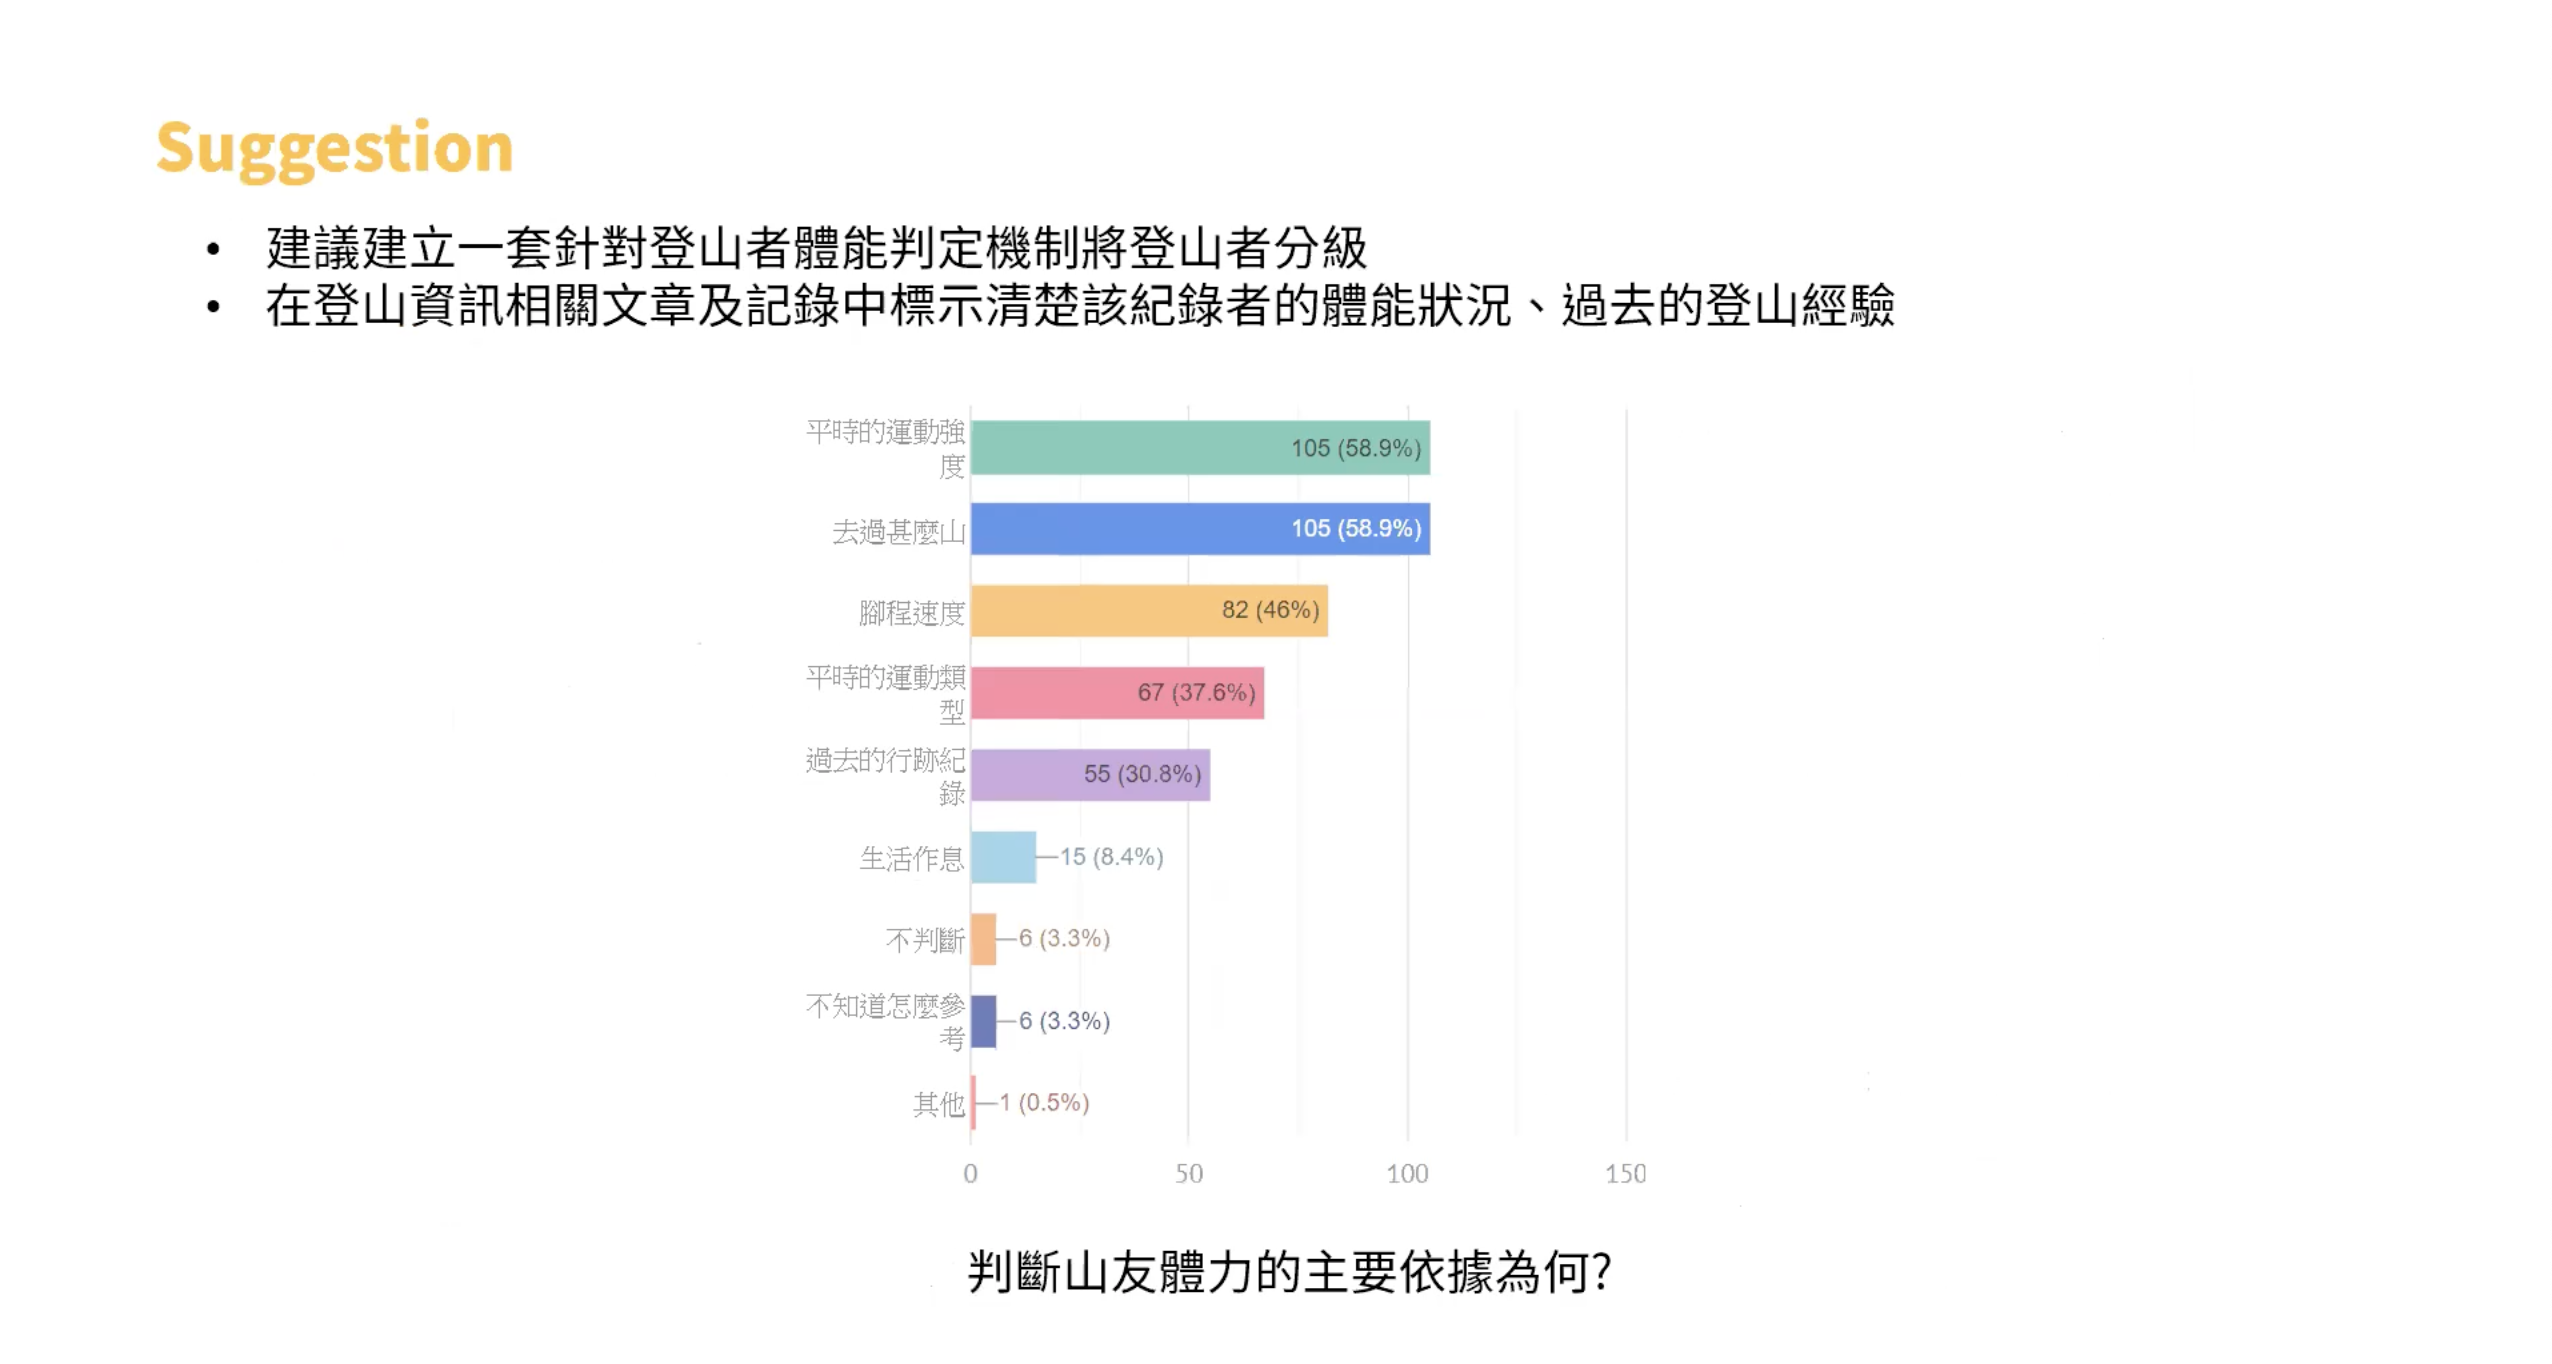 Suggestion
• 建議建立一套針對登山者體能判定機制將登山者分級
• 在登山資訊相關文章及記錄中標示清楚該紀錄者的體能狀況、過去的登山經驗
平時的運動強
度
105 (58.9%)
去過甚麼山
105 (58.9%)
腳程速度
82 (46%)
平時的運動類
型
67 (37.6%)
過去的行跡紀
錄
55 (30.8%)
生活作息
15 (8.4%)
不判斷
6 (3.3%)
不知道怎麼參
考
6 (3.3%)
其他
1 (0.5%)
0 50 100 150
判斷山友體力的主要依據為何?